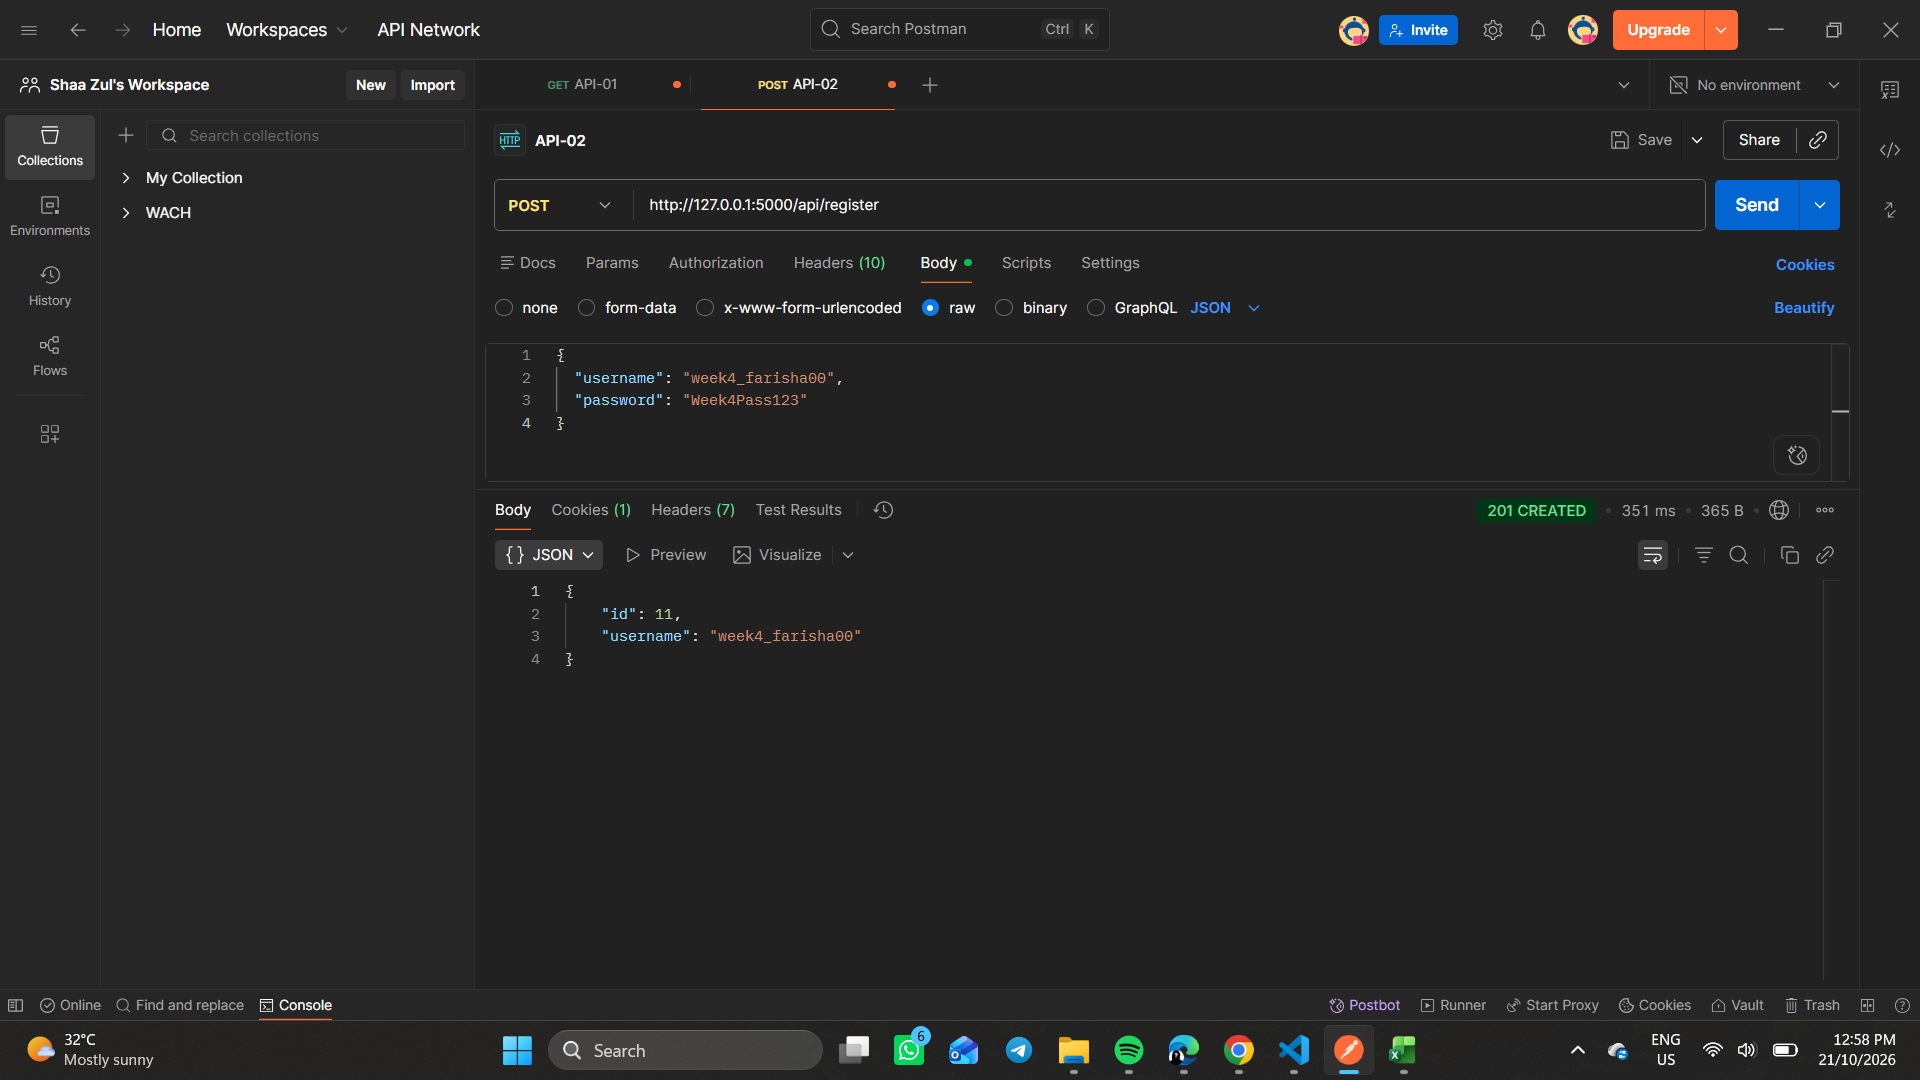 Home
Workspaces
API Network
Search Postman
Ctrl K
Invite
Upgrade
Shaa Zul's Workspace
New
Import
GET API-01
POST API-02
No environment
Collections
Environments
History
Flows
Search collections
My Collection
WACH
HTTP
API-02
Save
Share
POST
http://127.0.0.1:5000/api/register
Send
Docs
Params
Authorization
Headers (10)
Body
Scripts
Settings
Cookies
none
form-data
x-www-form-urlencoded
raw
binary
GraphQL
JSON
Beautify
1 {
2 "username": "week4_farisha00",
3 "password": "Week4Pass123"
4 }
Body
Cookies (1)
Headers (7)
Test Results
201 CREATED
351 ms
365 B
{} JSON
Preview
Visualize
1 {
2 "id": 11,
3 "username": "week4_farisha00"
4 }
Online
Find and replace
Console
Postbot
Runner
Start Proxy
Cookies
Vault
Trash
32°C
Mostly sunny
Search
6
ENG
US
12:58 PM
21/10/2026